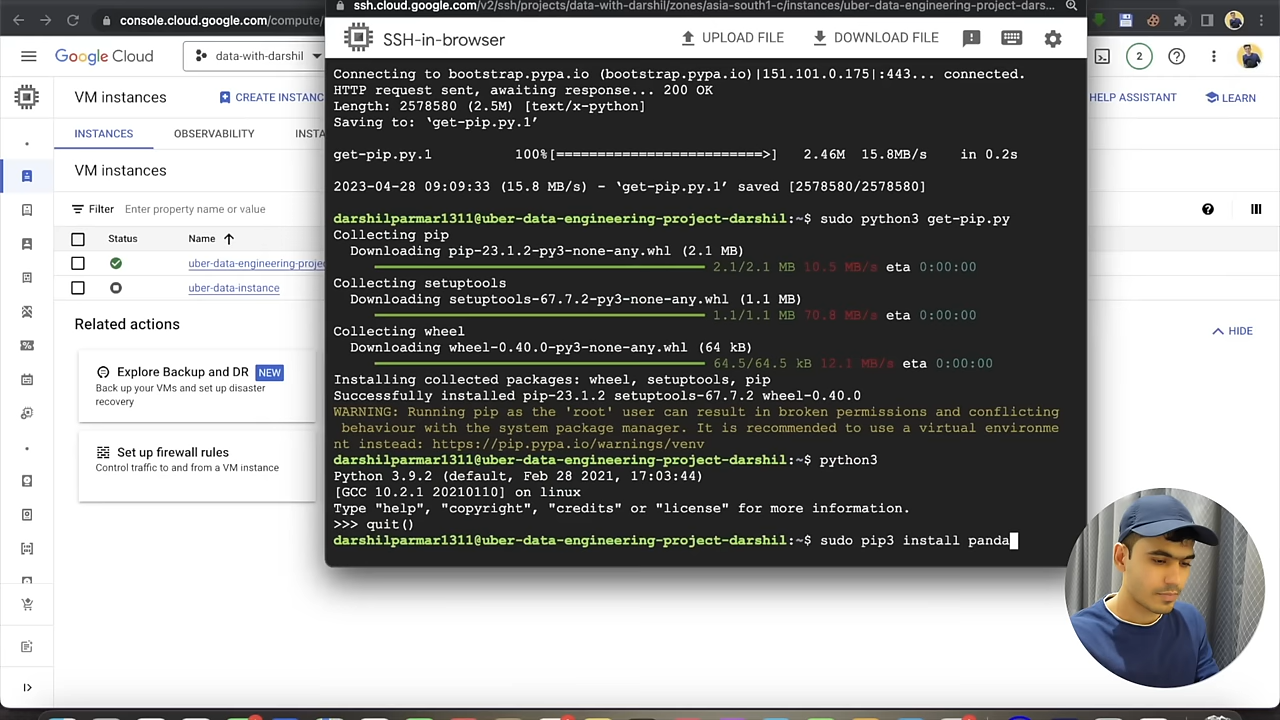 console.cloud.google.com/compute/
ssh.cloud.google.com/v2/ssh/projects/data-with-darshil/zones/asia-south1-c/instances/uber-data-engineering-project-dars...
Google Cloud
data-with-darshil
2
SSH-in-browser
UPLOAD FILE
DOWNLOAD FILE
VM instances
CREATE INSTANC
HELP ASSISTANT
LEARN
INSTANCES
OBSERVABILITY
INSTA
VM instances
Filter Enter property name or value
Status Name
uber-data-engineering-projec
uber-data-instance
Related actions
HIDE
Explore Backup and DR NEW
Back up your VMs and set up disaster
recovery
Set up firewall rules
Control traffic to and from a VM instance
Connecting to bootstrap.pypa.io (bootstrap.pypa.io)|151.101.0.175|:443... connected.
HTTP request sent, awaiting response... 200 OK
Length: 2578580 (2.5M) [text/x-python]
Saving to: ‘get-pip.py.1’
get-pip.py.1 100%[==========================>] 2.46M 15.8MB/s in 0.2s
2023-04-28 09:09:33 (15.8 MB/s) - ‘get-pip.py.1’ saved [2578580/2578580]
darshilparmar1311@uber-data-engineering-project-darshil:~$ sudo python3 get-pip.py
Collecting pip
Downloading pip-23.1.2-py3-none-any.whl (2.1 MB)
2.1/2.1 MB 10.5 MB/s eta 0:00:00
Collecting setuptools
Downloading setuptools-67.7.2-py3-none-any.whl (1.1 MB)
1.1/1.1 MB 70.8 MB/s eta 0:00:00
Collecting wheel
Downloading wheel-0.40.0-py3-none-any.whl (64 kB)
64.5/64.5 kB 12.1 MB/s eta 0:00:00
Installing collected packages: wheel, setuptools, pip
Successfully installed pip-23.1.2 setuptools-67.7.2 wheel-0.40.0
WARNING: Running pip as the 'root' user can result in broken permissions and conflicting
behaviour with the system package manager. It is recommended to use a virtual environme
nt instead: https://pip.pypa.io/warnings/venv
darshilparmar1311@uber-data-engineering-project-darshil:~$ python3
Python 3.9.2 (default, Feb 28 2021, 17:03:44)
[GCC 10.2.1 20210110] on linux
Type "help", "copyright", "credits" or "license" for more information.
>>> quit()
darshilparmar1311@uber-data-engineering-project-darshil:~$ sudo pip3 install panda